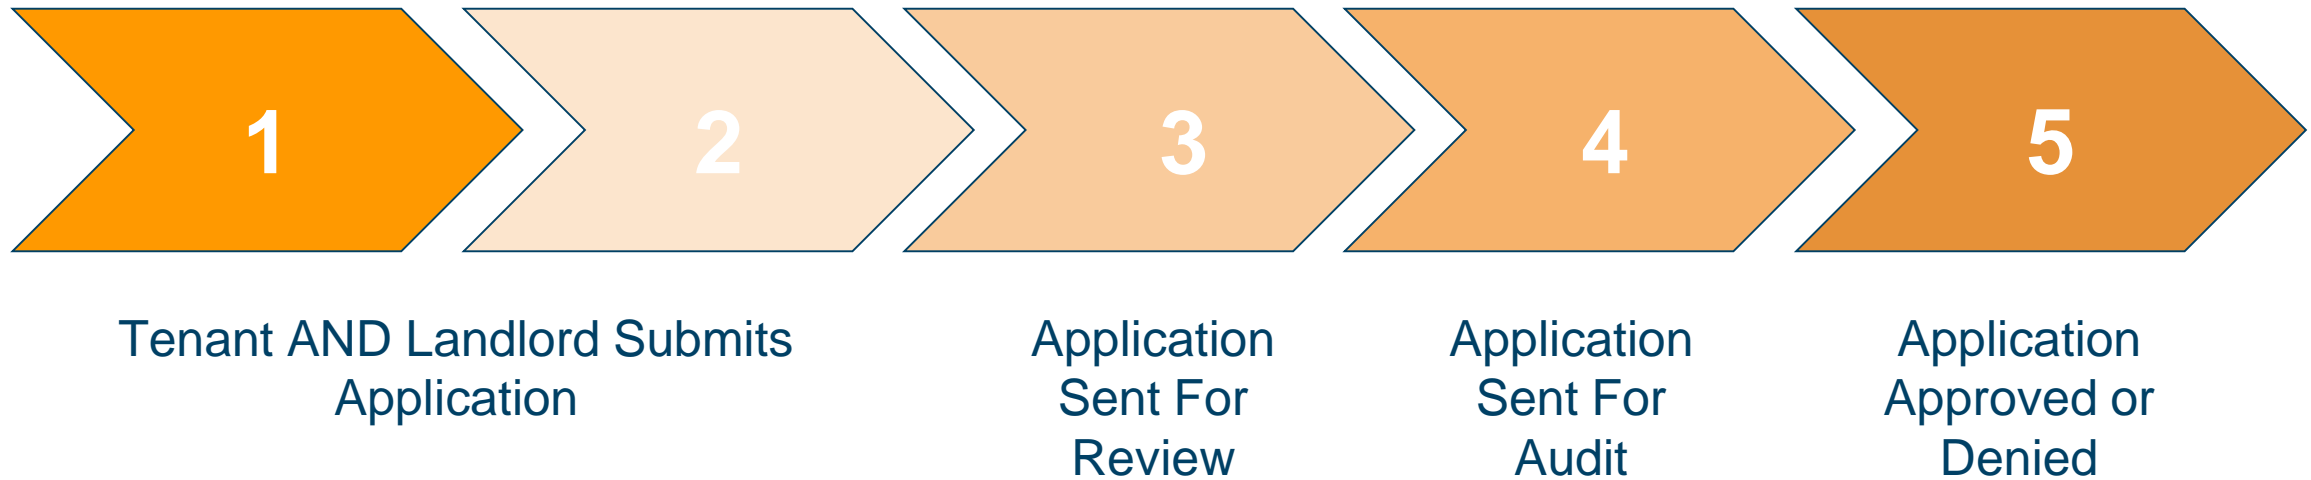 1
2
3
4
5
Tenant AND Landlord Submits
Application
Application
Sent For
Review
Application
Sent For
Audit
Application
Approved or
Denied